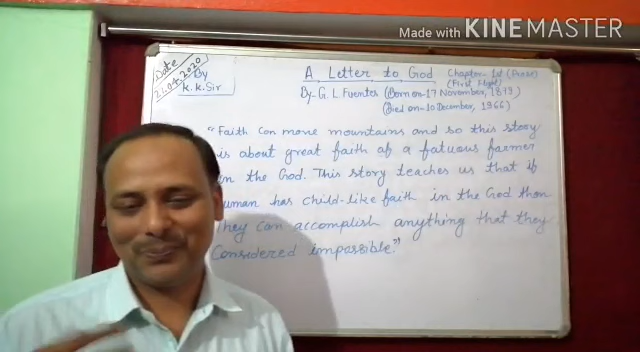 Made with KINEMASTER
Date
21.04.2020
By
K.K.Sir
A Letter to God Chapter-1st (Prose)
(First Flight)
By- G. L Fuentes (Born on-17 November, 1819)
(Died on-10 December, 1966)
"Faith can move mountains and so this story
is about great faith of a fatuous farmer
in the God. This story teaches us that if
human has child-like faith in the God then
They can accomplish anything that they
Considered impossible."